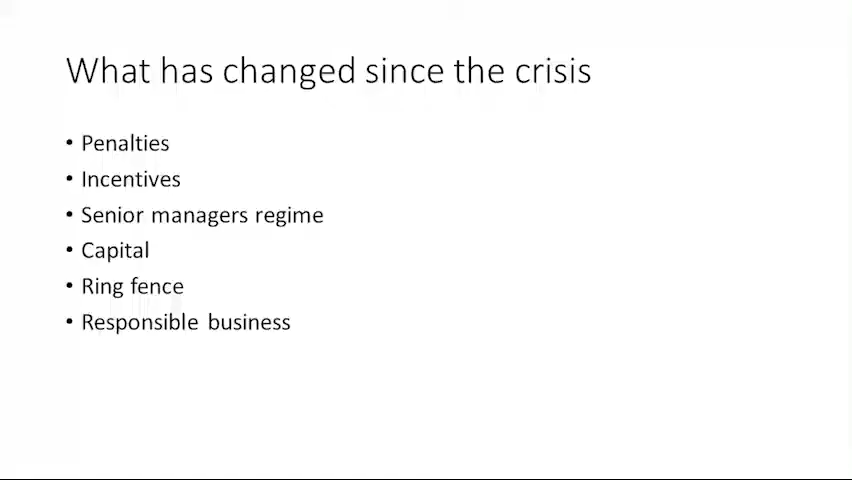 What has changed since the crisis
• Penalties
• Incentives
• Senior managers regime
• Capital
• Ring fence
• Responsible business